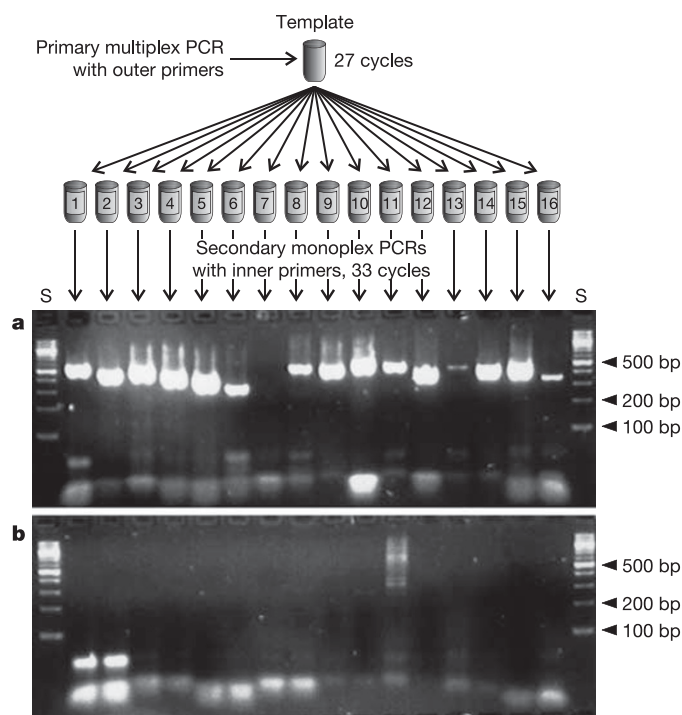 Template
Primary multiplex PCR
with outer primers
27 cycles
1 2 3 4 5 6 7 8 9 10 11 12 13 14 15 16
Secondary monoplex PCRs
with inner primers, 33 cycles
S S
a
500 bp
200 bp
100 bp
b
500 bp
200 bp
100 bp